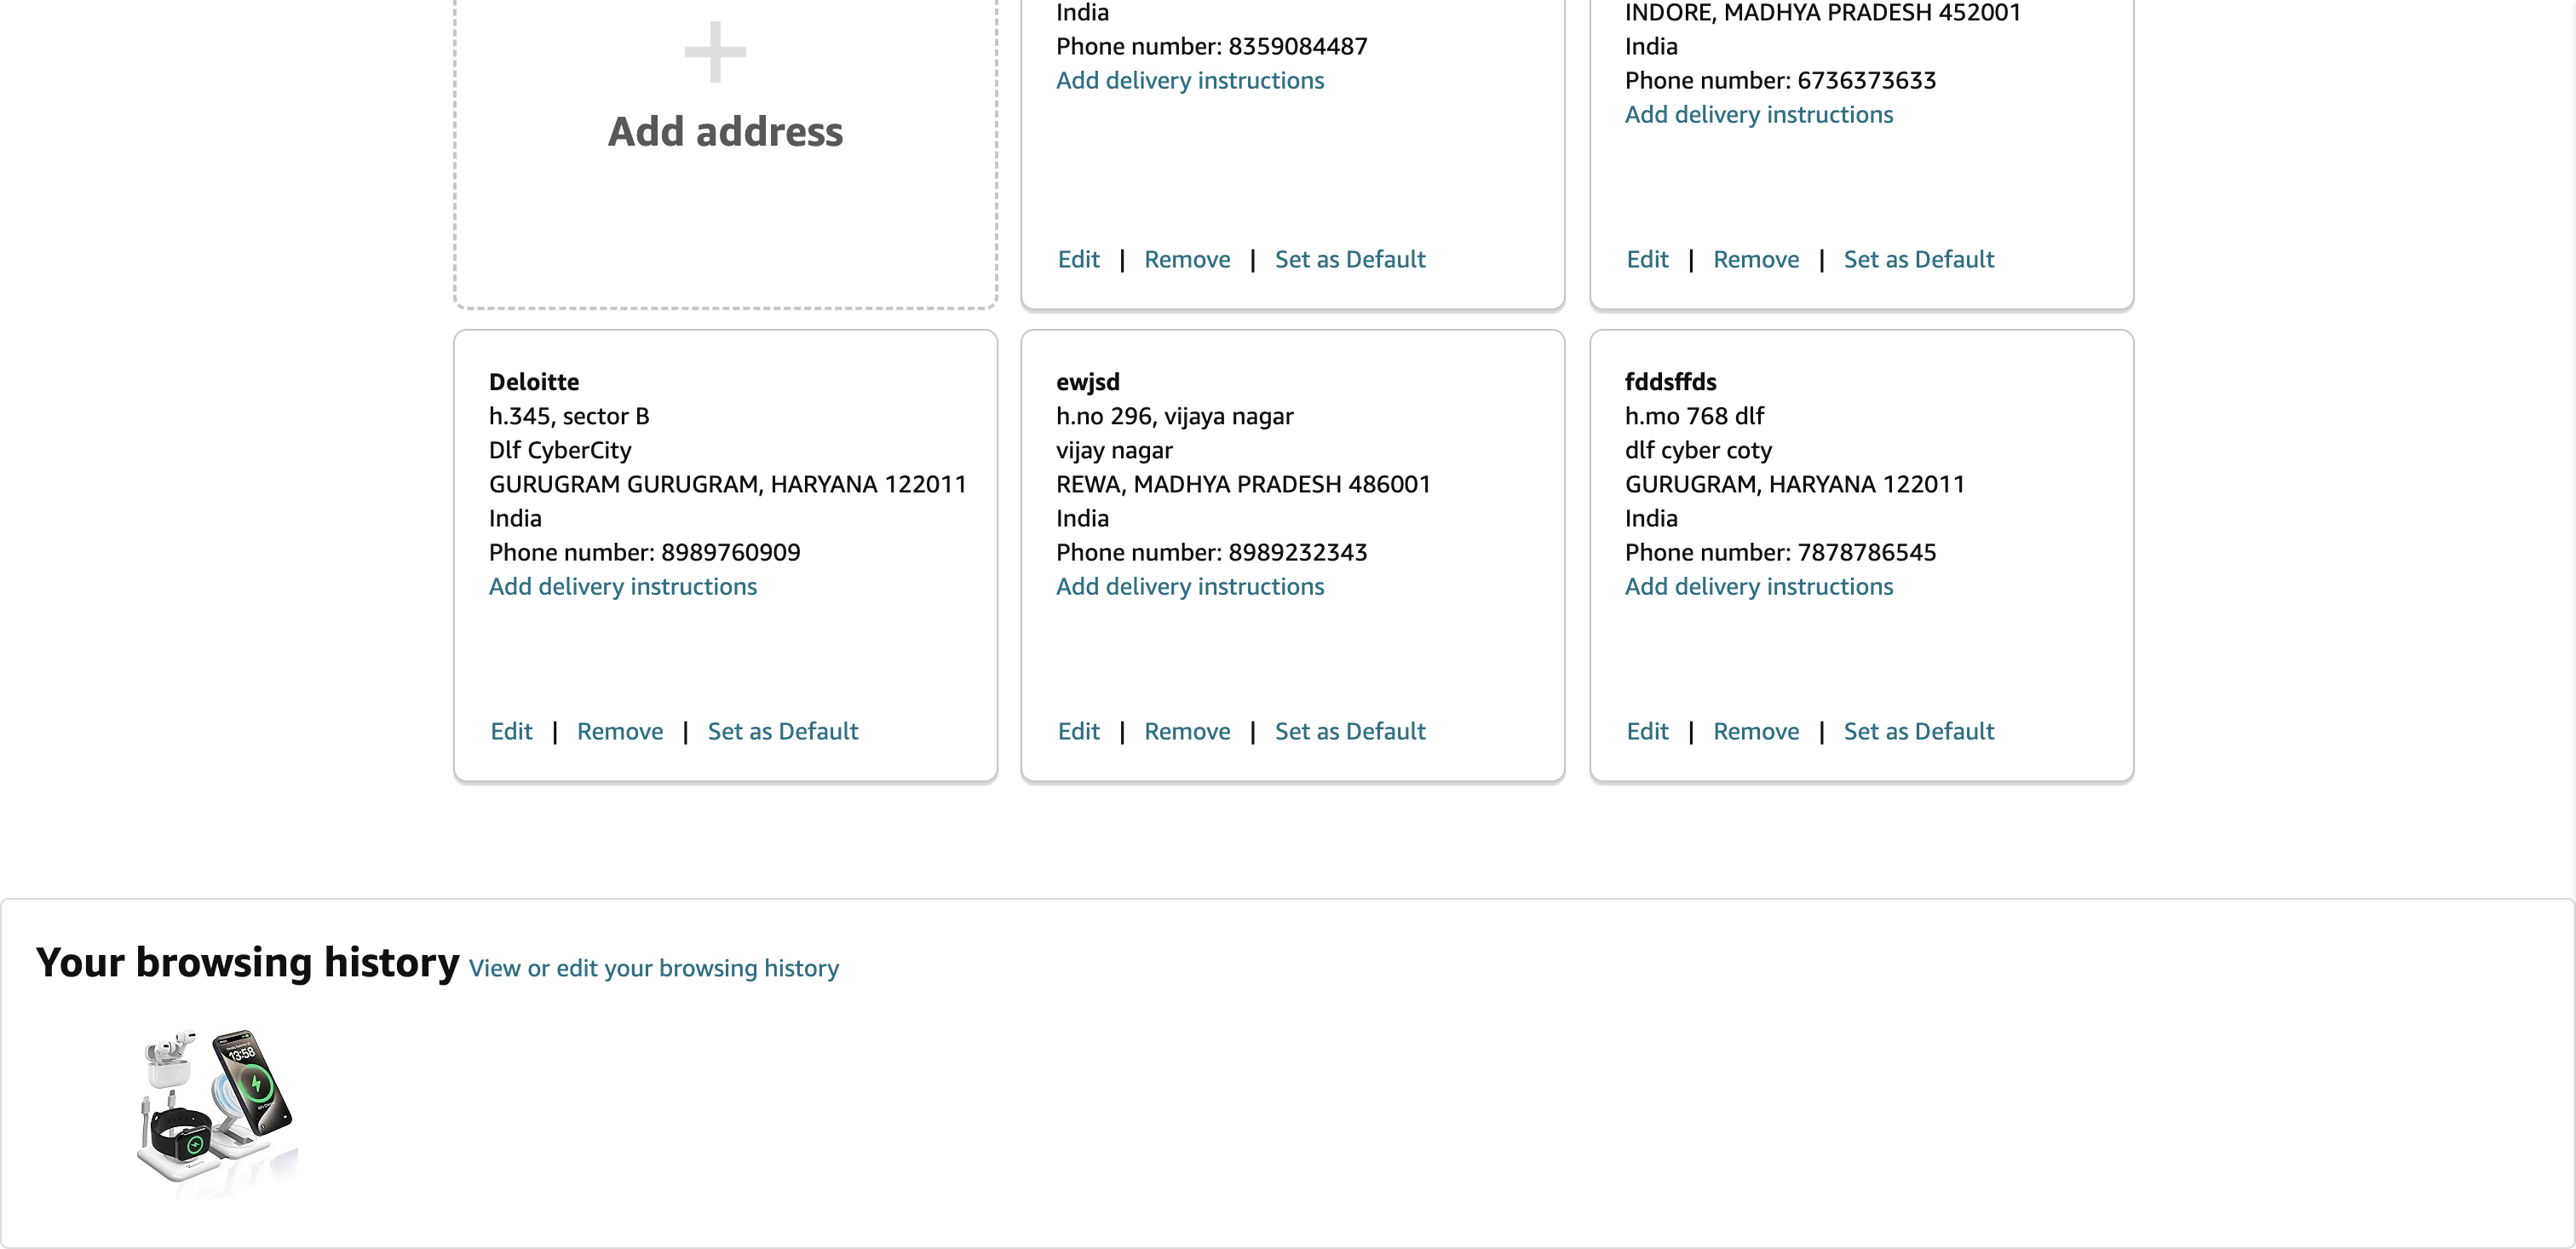 Add address
India
Phone number: 8359084487
Add delivery instructions
Edit | Remove | Set as Default
INDORE, MADHYA PRADESH 452001
India
Phone number: 6736373633
Add delivery instructions
Edit | Remove | Set as Default
Deloitte
h.345, sector B
Dlf CyberCity
GURUGRAM GURUGRAM, HARYANA 122011
India
Phone number: 8989760909
Add delivery instructions
Edit | Remove | Set as Default
ewjsd
h.no 296, vijaya nagar
vijay nagar
REWA, MADHYA PRADESH 486001
India
Phone number: 8989232343
Add delivery instructions
Edit | Remove | Set as Default
fddsffds
h.mo 768 dlf
dlf cyber coty
GURUGRAM, HARYANA 122011
India
Phone number: 7878786545
Add delivery instructions
Edit | Remove | Set as Default
Your browsing history View or edit your browsing history
13:58